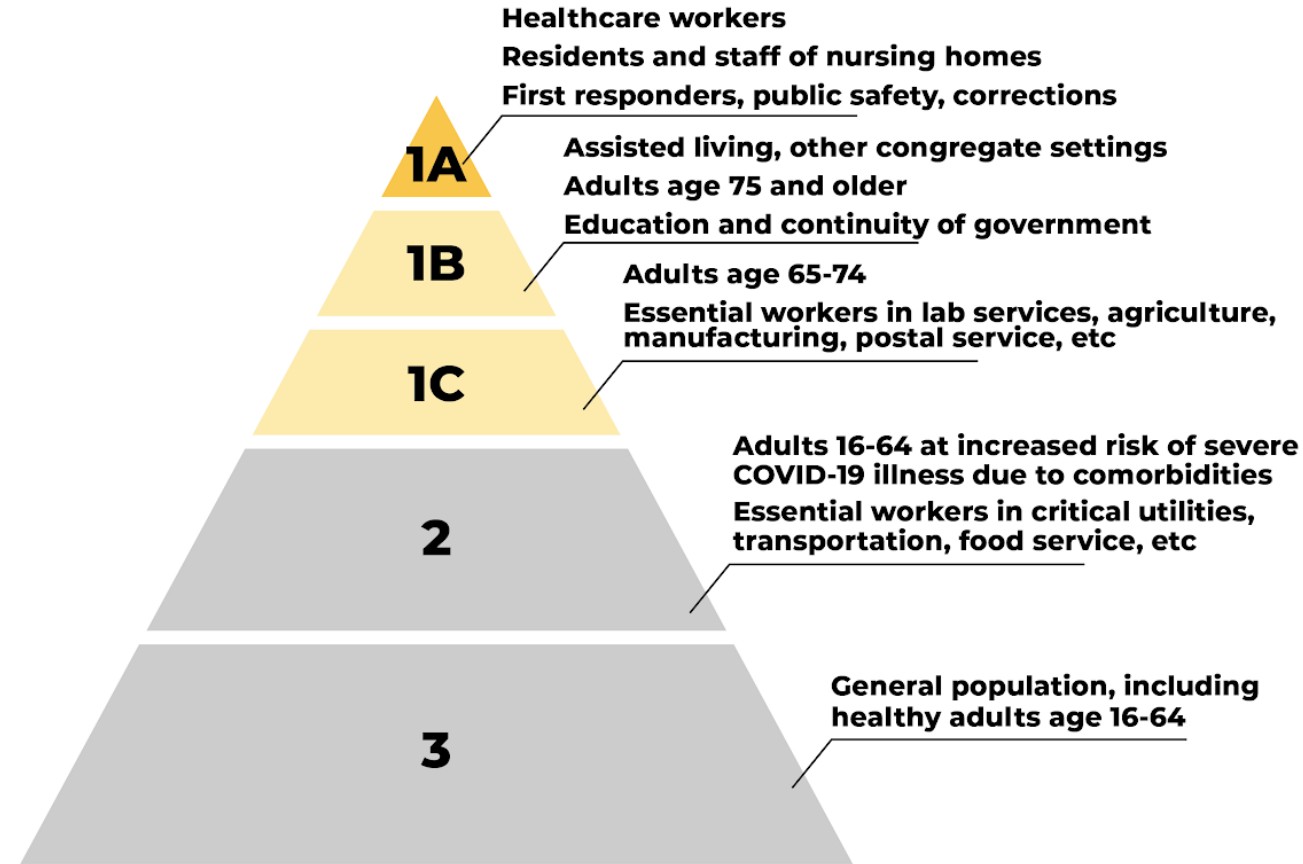 Healthcare workers
Residents and staff of nursing homes
First responders, public safety, corrections
1A
Assisted living, other congregate settings
Adults age 75 and older
Education and continuity of government
1B
Adults age 65-74
Essential workers in lab services, agriculture,
manufacturing, postal service, etc
1C
Adults 16-64 at increased risk of severe
COVID-19 illness due to comorbidities
Essential workers in critical utilities,
transportation, food service, etc
2
General population, including
healthy adults age 16-64
3